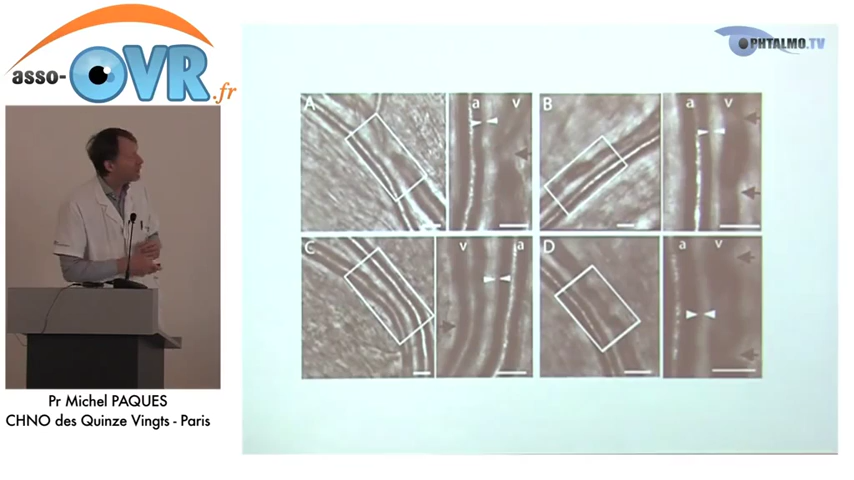 asso-OVR.fr
OPHTALMO.TV
A
a
v
B
a
v
C
v
a
D
a
v
Pr Michel PAQUES
CHNO des Quinze Vingts - Paris